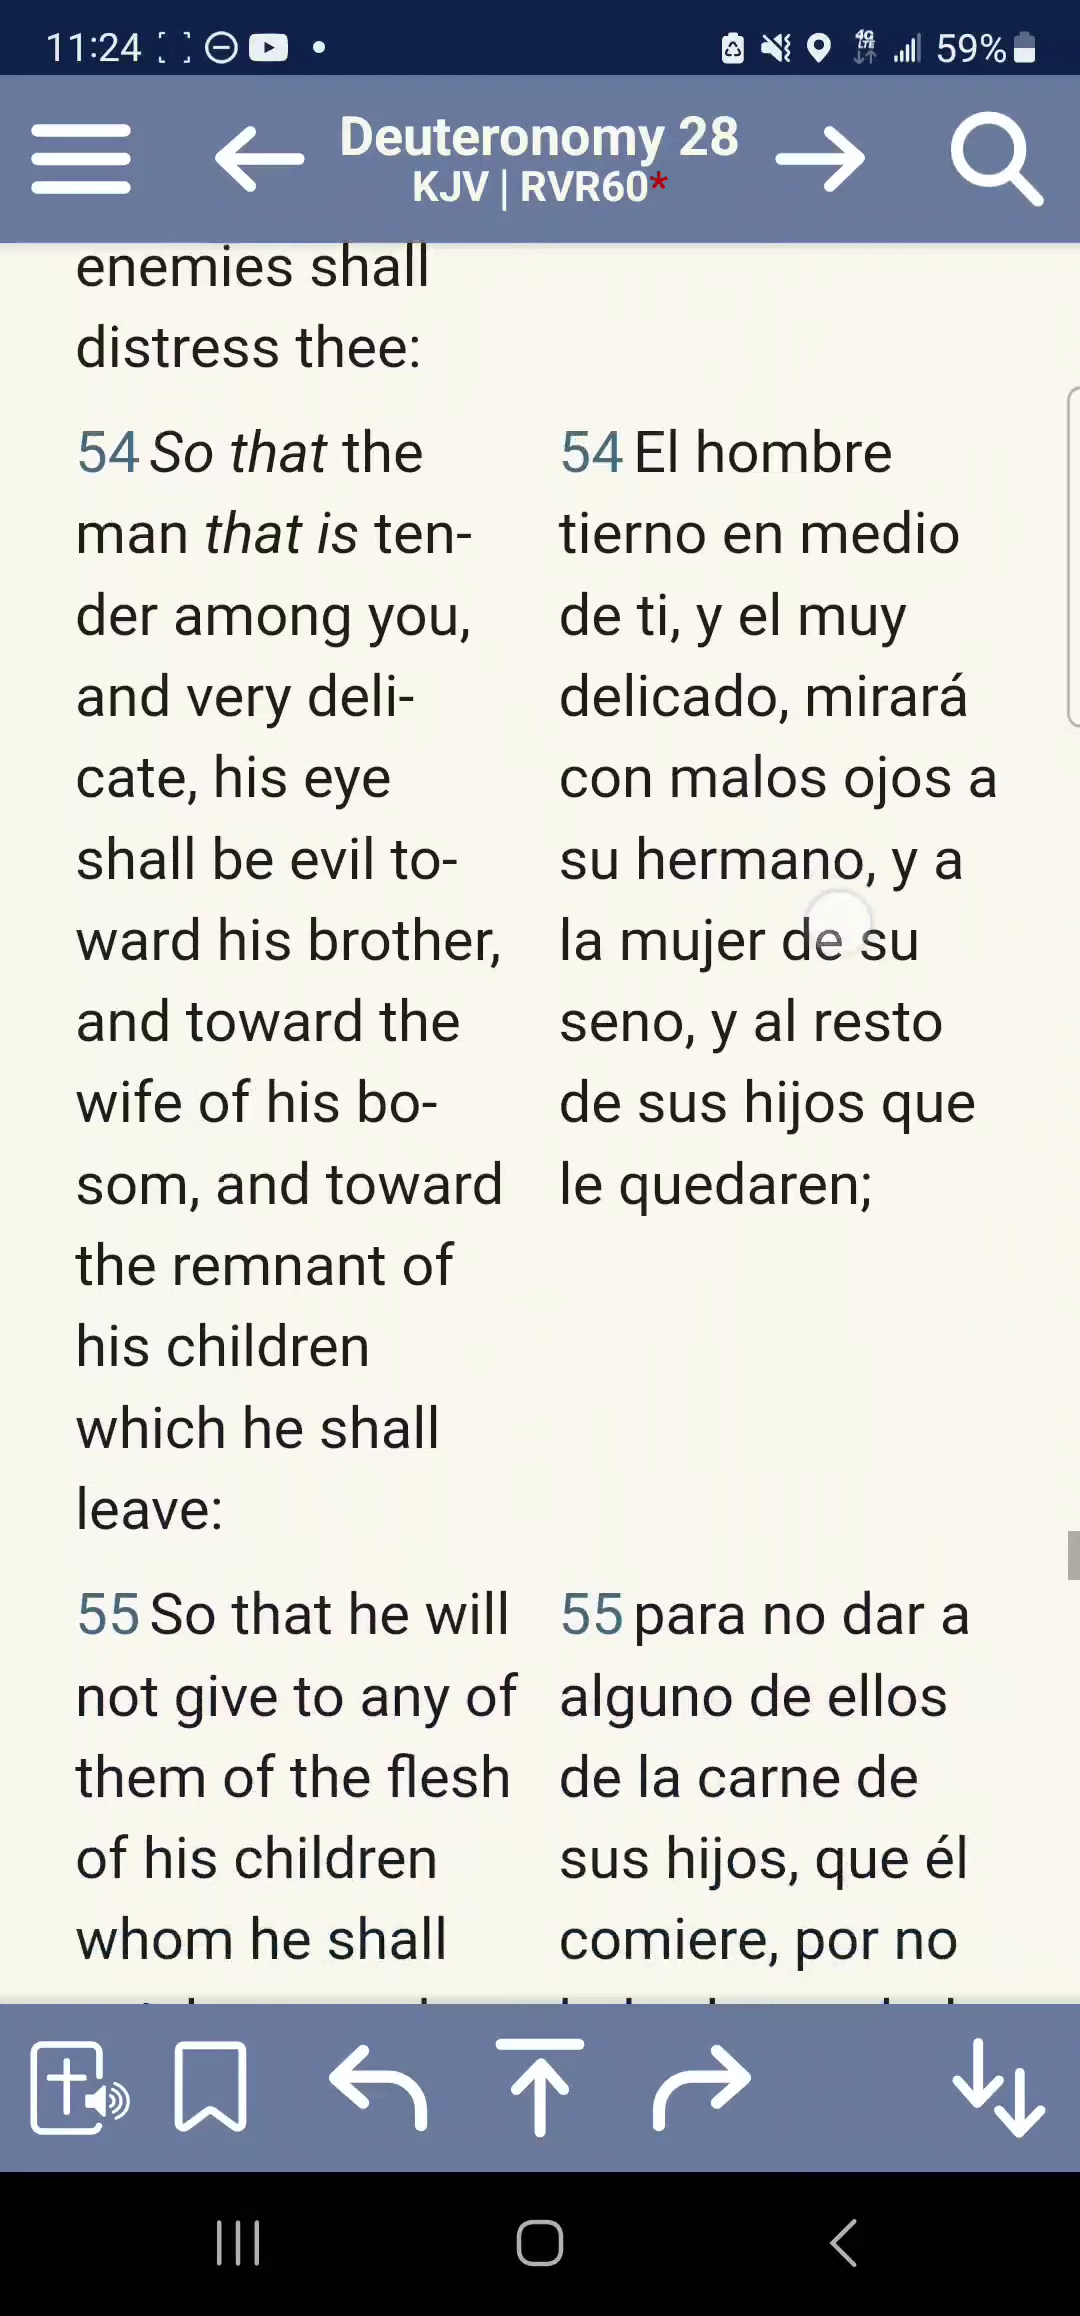 11:24
4G LTE
59%
Deuteronomy 28
KJV | RVR60*
enemies shall
distress thee:
54 So that the
man that is ten-
der among you,
and very deli-
cate, his eye
shall be evil to-
ward his brother,
and toward the
wife of his bo-
som, and toward
the remnant of
his children
which he shall
leave:
54 El hombre
tierno en medio
de ti, y el muy
delicado, mirará
con malos ojos a
su hermano, y a
la mujer de su
seno, y al resto
de sus hijos que
le quedaren;
55 So that he will
not give to any of
them of the flesh
of his children
whom he shall
55 para no dar a
alguno de ellos
de la carne de
sus hijos, que él
comiere, por no